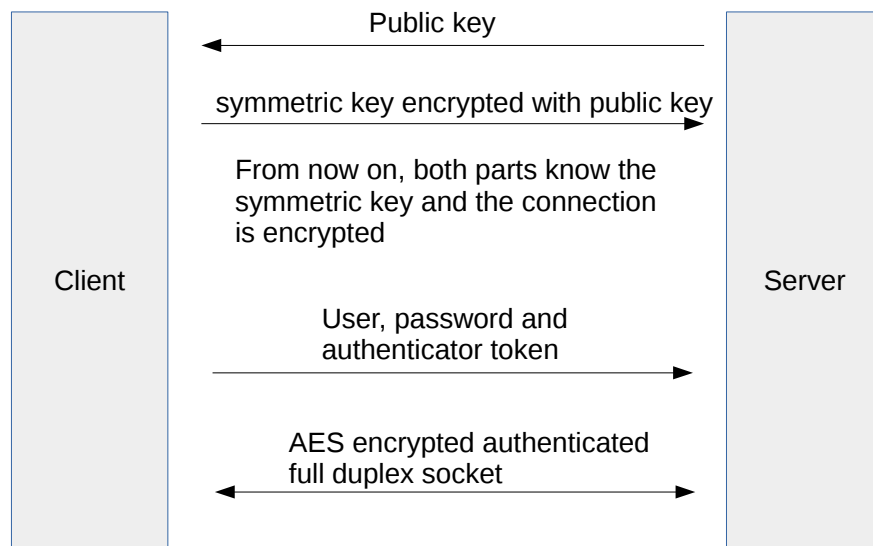 Public key
symmetric key encrypted with public key
From now on, both parts know the
symmetric key and the connection
is encrypted
Client
Server
User, password and
authenticator token
AES encrypted authenticated
full duplex socket